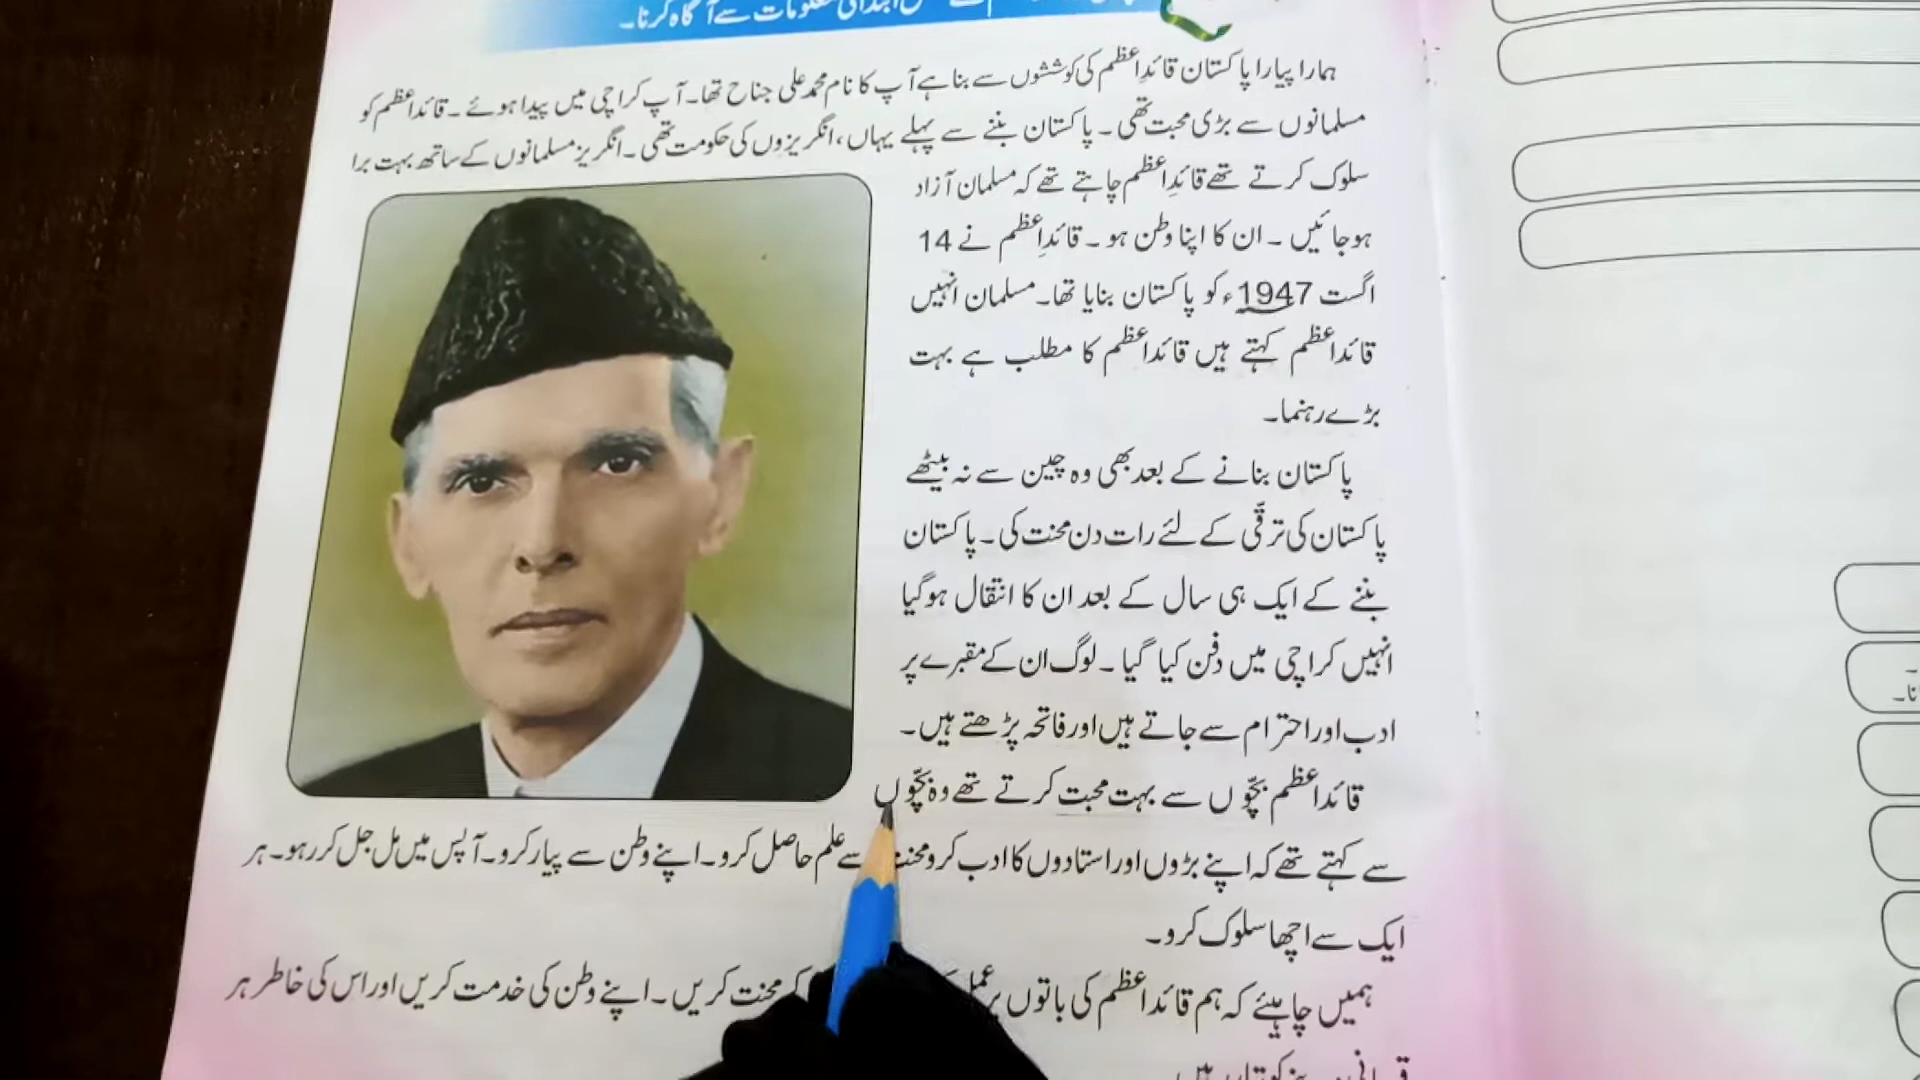 سے آگاہ کرنا۔
ہمارا پیارا پاکستان قائدِاعظم کی کوششوں سے بنا ہے آپ کا نام محمد علی جناح تھا۔ آپ کراچی میں پیدا ہوئے ۔ قائداعظم کو
مسلمانوں سے بڑی محبت تھی ۔ پاکستان بننے سے پہلے یہاں، انگریزوں کی حکومت تھی ۔ انگریز مسلمانوں کے ساتھ بہت برا
سلوک کرتے تھے قائدِاعظم چاہتے تھے کہ مسلمان آزاد
ہوجائیں ۔ ان کا اپنا وطن ہو ۔ قائدِاعظم نے 14
اگست 1947ء کو پاکستان بنایا تھا۔ مسلمان انہیں
قائداعظم کہتے ہیں قائداعظم کا مطلب ہے بہت
بڑے رہنما۔
پاکستان بنانے کے بعد بھی وہ چین سے نہ بیٹھے
پاکستان کی ترقّی کے لئے رات دن محنت کی ۔ پاکستان
بننے کے ایک ہی سال کے بعد ان کا انتقال ہوگیا
انہیں کراچی میں دفن کیا گیا ۔ لوگ ان کے مقبرے پر
ادب اور احترام سے جاتے ہیں اور فاتحہ پڑھتے ہیں۔
قائداعظم بچّوں سے بہت محبت کرتے تھے وہ بچّوں
سے کہتے تھے کہ اپنے بڑوں اور استادوں کا ادب کرو محنت سے علم حاصل کرو۔ اپنے وطن سے پیار کرو۔ آپس میں مل جل کر رہو۔ ہر
ایک سے اچھا سلوک کرو۔
ہمیں چاہیئے کہ ہم قائداعظم کی باتوں پر عمل کر محنت کریں ۔ اپنے وطن کی خدمت کریں اور اس کی خاطر ہر